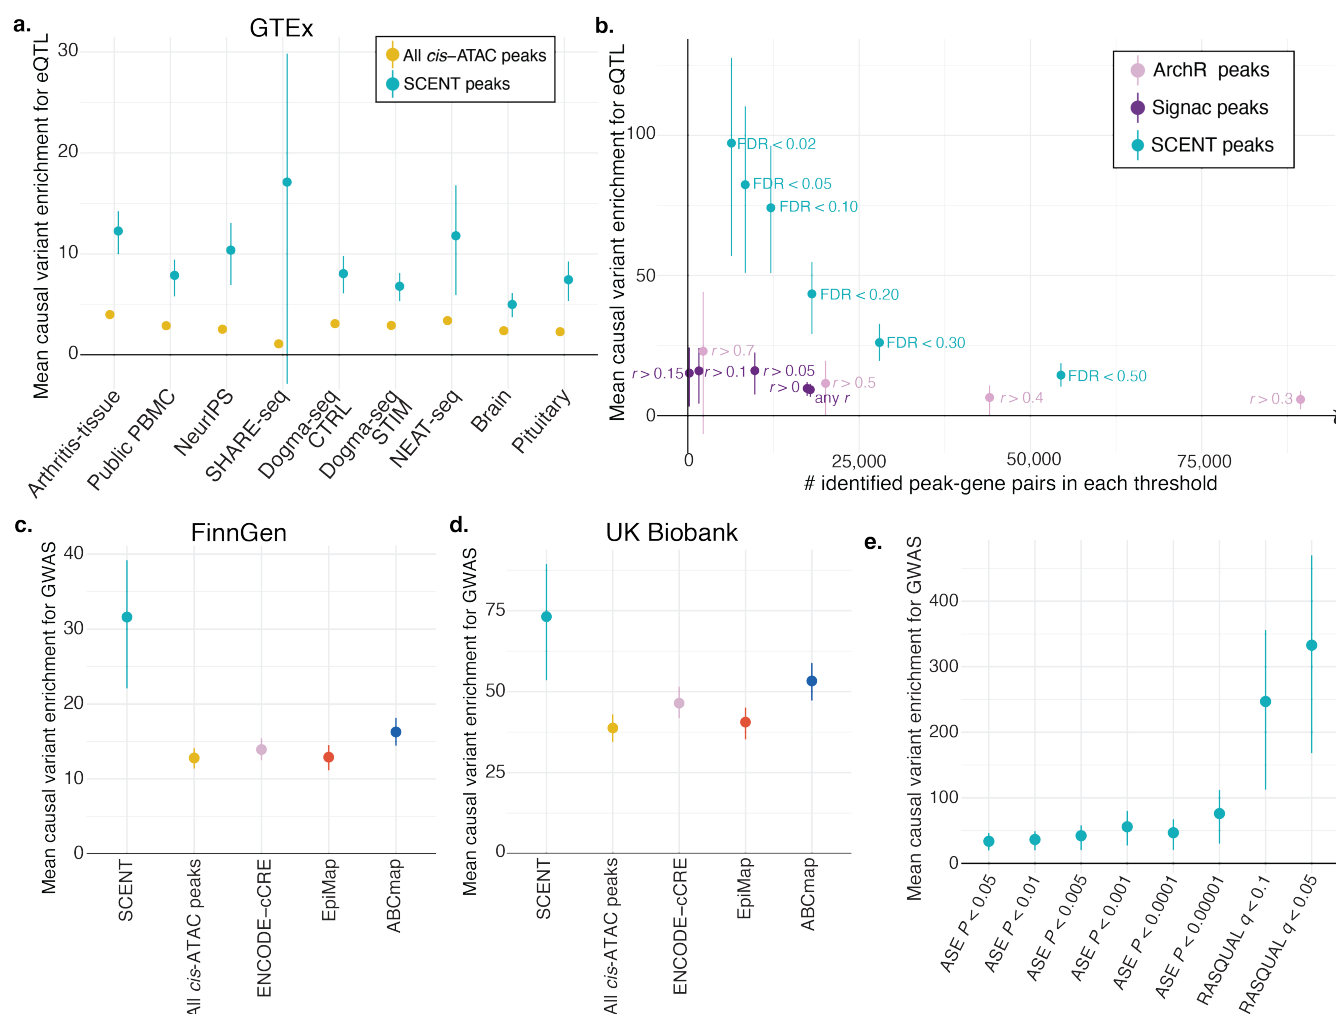 a.
GTEx
All cis–ATAC peaks
SCENT peaks
Mean causal variant enrichment for eQTL
30
20
10
0
Arthritis-tissue
Public PBMC
NeurIPS
SHARE-seq
Dogma-seq
CTRL
Dogma-seq
STIM
NEAT-seq
Brain
Pituitary
b.
ArchR peaks
Signac peaks
SCENT peaks
Mean causal variant enrichment for eQTL
100
50
0
FDR < 0.02
FDR < 0.05
FDR < 0.10
FDR < 0.20
FDR < 0.30
FDR < 0.50
r > 0.7
r > 0.15
r > 0.1
r > 0.05
r > 0
any r
r > 0.5
r > 0.4
r > 0.3
0
25,000
50,000
75,000
# identified peak-gene pairs in each threshold
c.
FinnGen
Mean causal variant enrichment for GWAS
40
30
20
10
0
SCENT
All cis-ATAC peaks
ENCODE–cCRE
EpiMap
ABCmap
d.
UK Biobank
Mean causal variant enrichment for GWAS
75
50
25
0
SCENT
All cis-ATAC peaks
ENCODE–cCRE
EpiMap
ABCmap
e.
Mean causal variant enrichment for GWAS
400
300
200
100
0
ASE P < 0.05
ASE P < 0.01
ASE P < 0.005
ASE P < 0.001
ASE P < 0.0001
ASE P < 0.00001
RASQUAL q < 0.1
RASQUAL q < 0.05